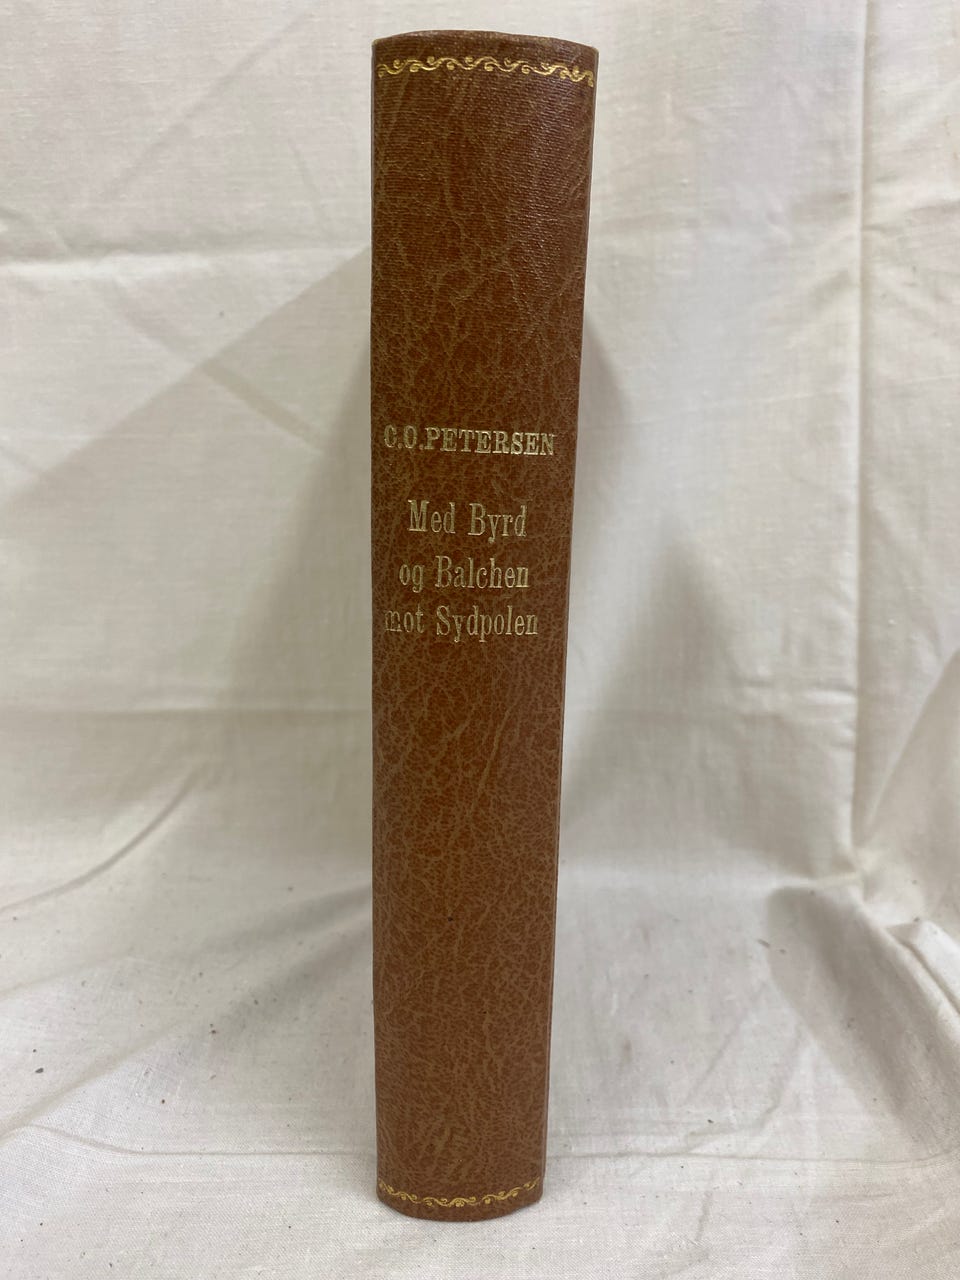 C.O.PETERSEN
Med Byrd
og Balchen
mot Sydpolen